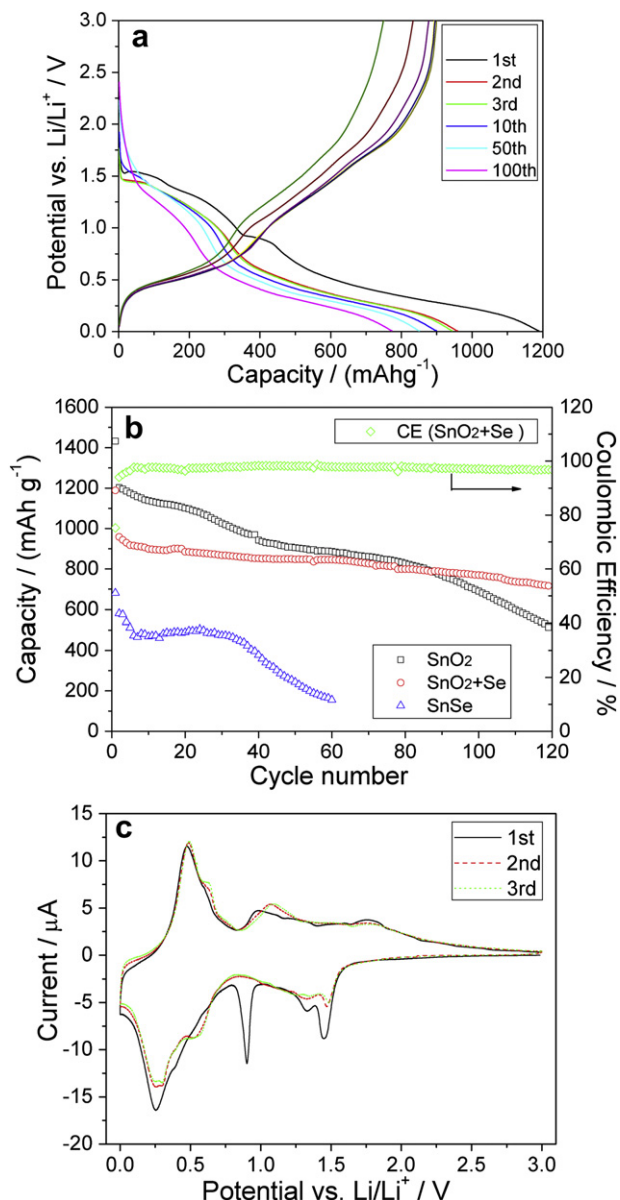 a
3.0
2.5
2.0
1.5
1.0
0.5
0.0
Potential vs. Li/Li⁺ / V
1st
2nd
3rd
10th
50th
100th
0 200 400 600 800 1000 1200
Capacity / (mAhg⁻¹)
b
1600
1400
1200
1000
800
600
400
200
0
Capacity / (mAh g⁻¹)
CE (SnO₂+Se )
120
100
80
60
40
20
0
Coulombic Efficiency / %
SnO₂
SnO₂+Se
SnSe
0 20 40 60 80 100 120
Cycle number
c
15
10
5
0
-5
-10
-15
-20
Current / μA
1st
2nd
3rd
0.0 0.5 1.0 1.5 2.0 2.5 3.0
Potential vs. Li/Li⁺ / V